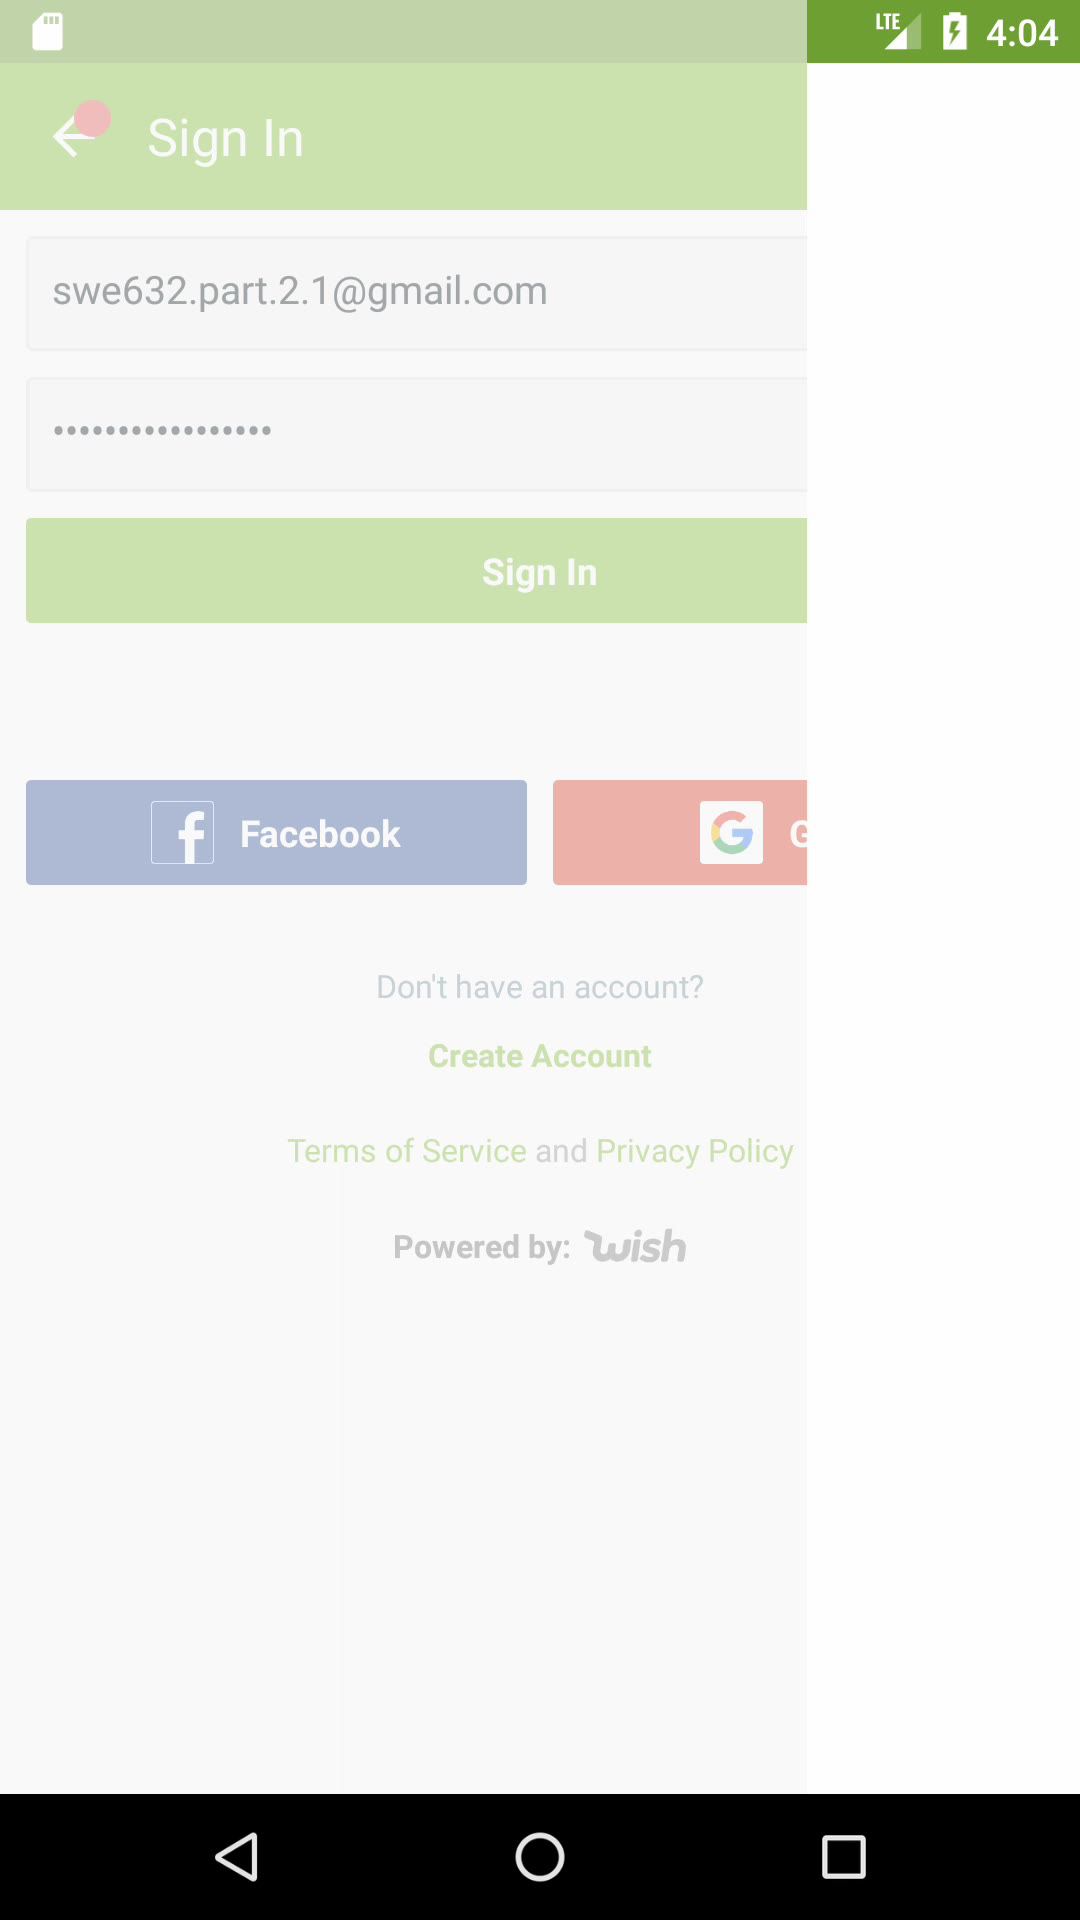 LTE 4:04
Sign In
swe632.part.2.1@gmail.com
•••••••••••••••••
Sign In
Facebook G
Don't have an account?
Create Account
Terms of Service and Privacy Policy
Powered by: wish